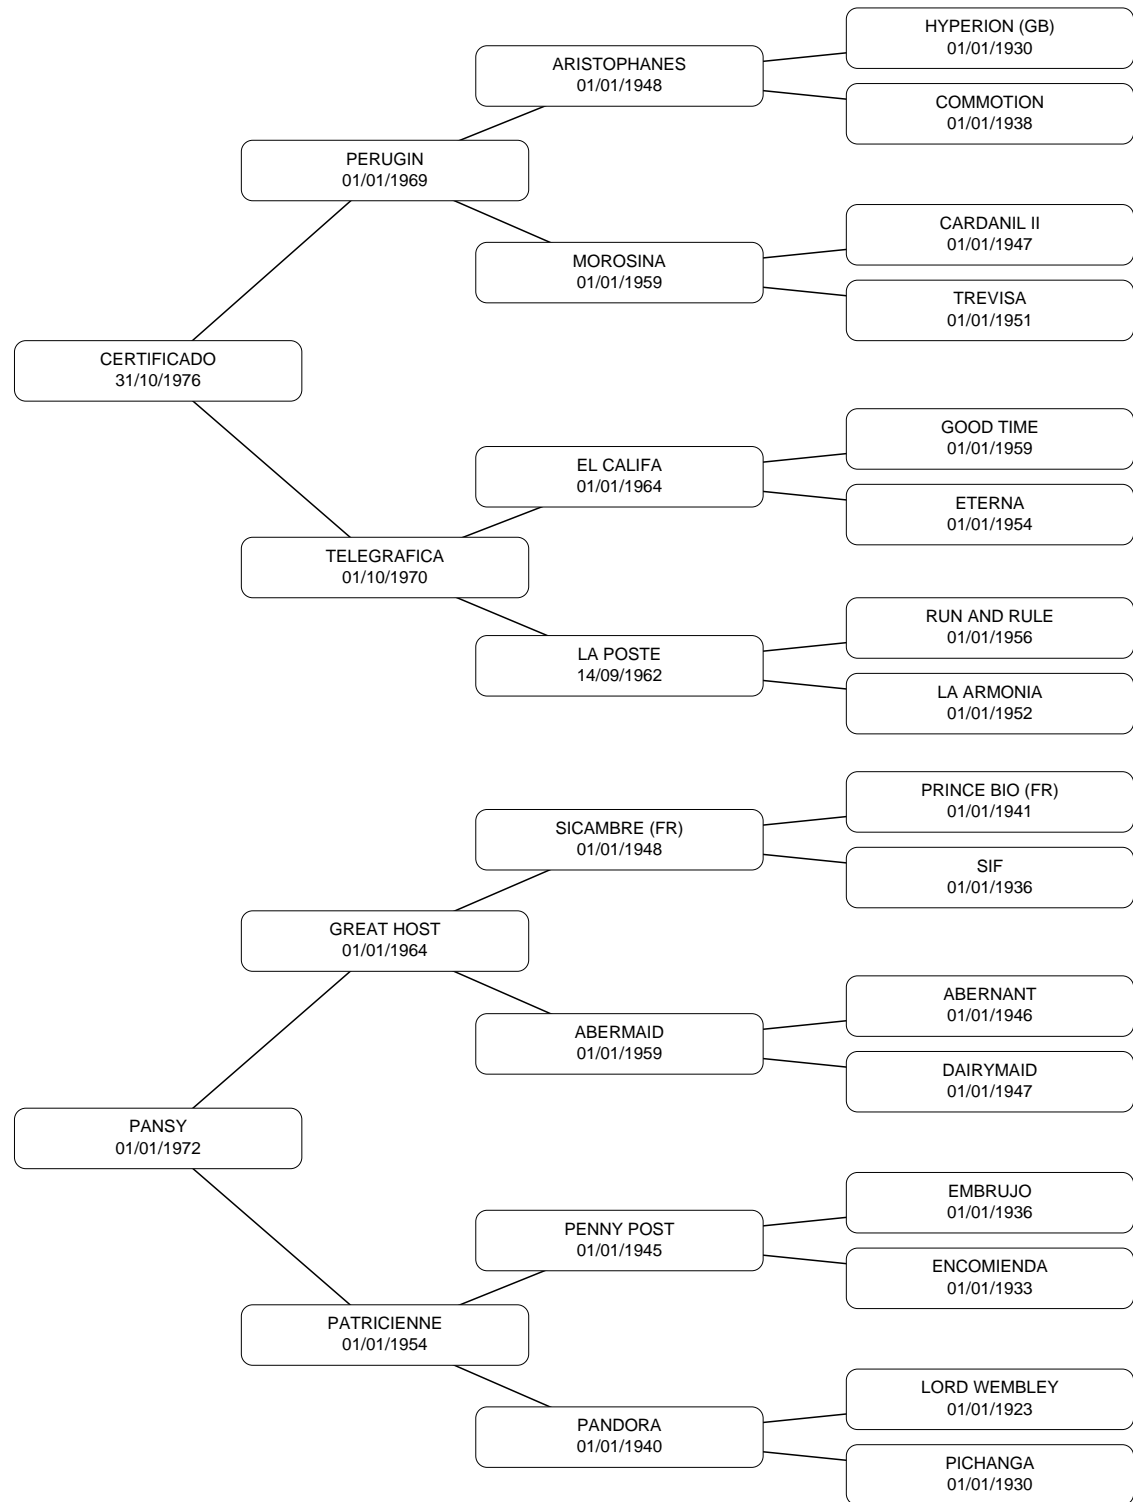 HYPERION (GB)
01/01/1930
ARISTOPHANES
01/01/1948
COMMOTION
01/01/1938
PERUGIN
01/01/1969
CARDANIL II
01/01/1947
MOROSINA
01/01/1959
TREVISA
01/01/1951
CERTIFICADO
31/10/1976
GOOD TIME
01/01/1959
EL CALIFA
01/01/1964
ETERNA
01/01/1954
TELEGRAFICA
01/10/1970
RUN AND RULE
01/01/1956
LA POSTE
14/09/1962
LA ARMONIA
01/01/1952
PRINCE BIO (FR)
01/01/1941
SICAMBRE (FR)
01/01/1948
SIF
01/01/1936
GREAT HOST
01/01/1964
ABERNANT
01/01/1946
ABERMAID
01/01/1959
DAIRYMAID
01/01/1947
PANSY
01/01/1972
EMBRUJO
01/01/1936
PENNY POST
01/01/1945
ENCOMIENDA
01/01/1933
PATRICIENNE
01/01/1954
LORD WEMBLEY
01/01/1923
PANDORA
01/01/1940
PICHANGA
01/01/1930